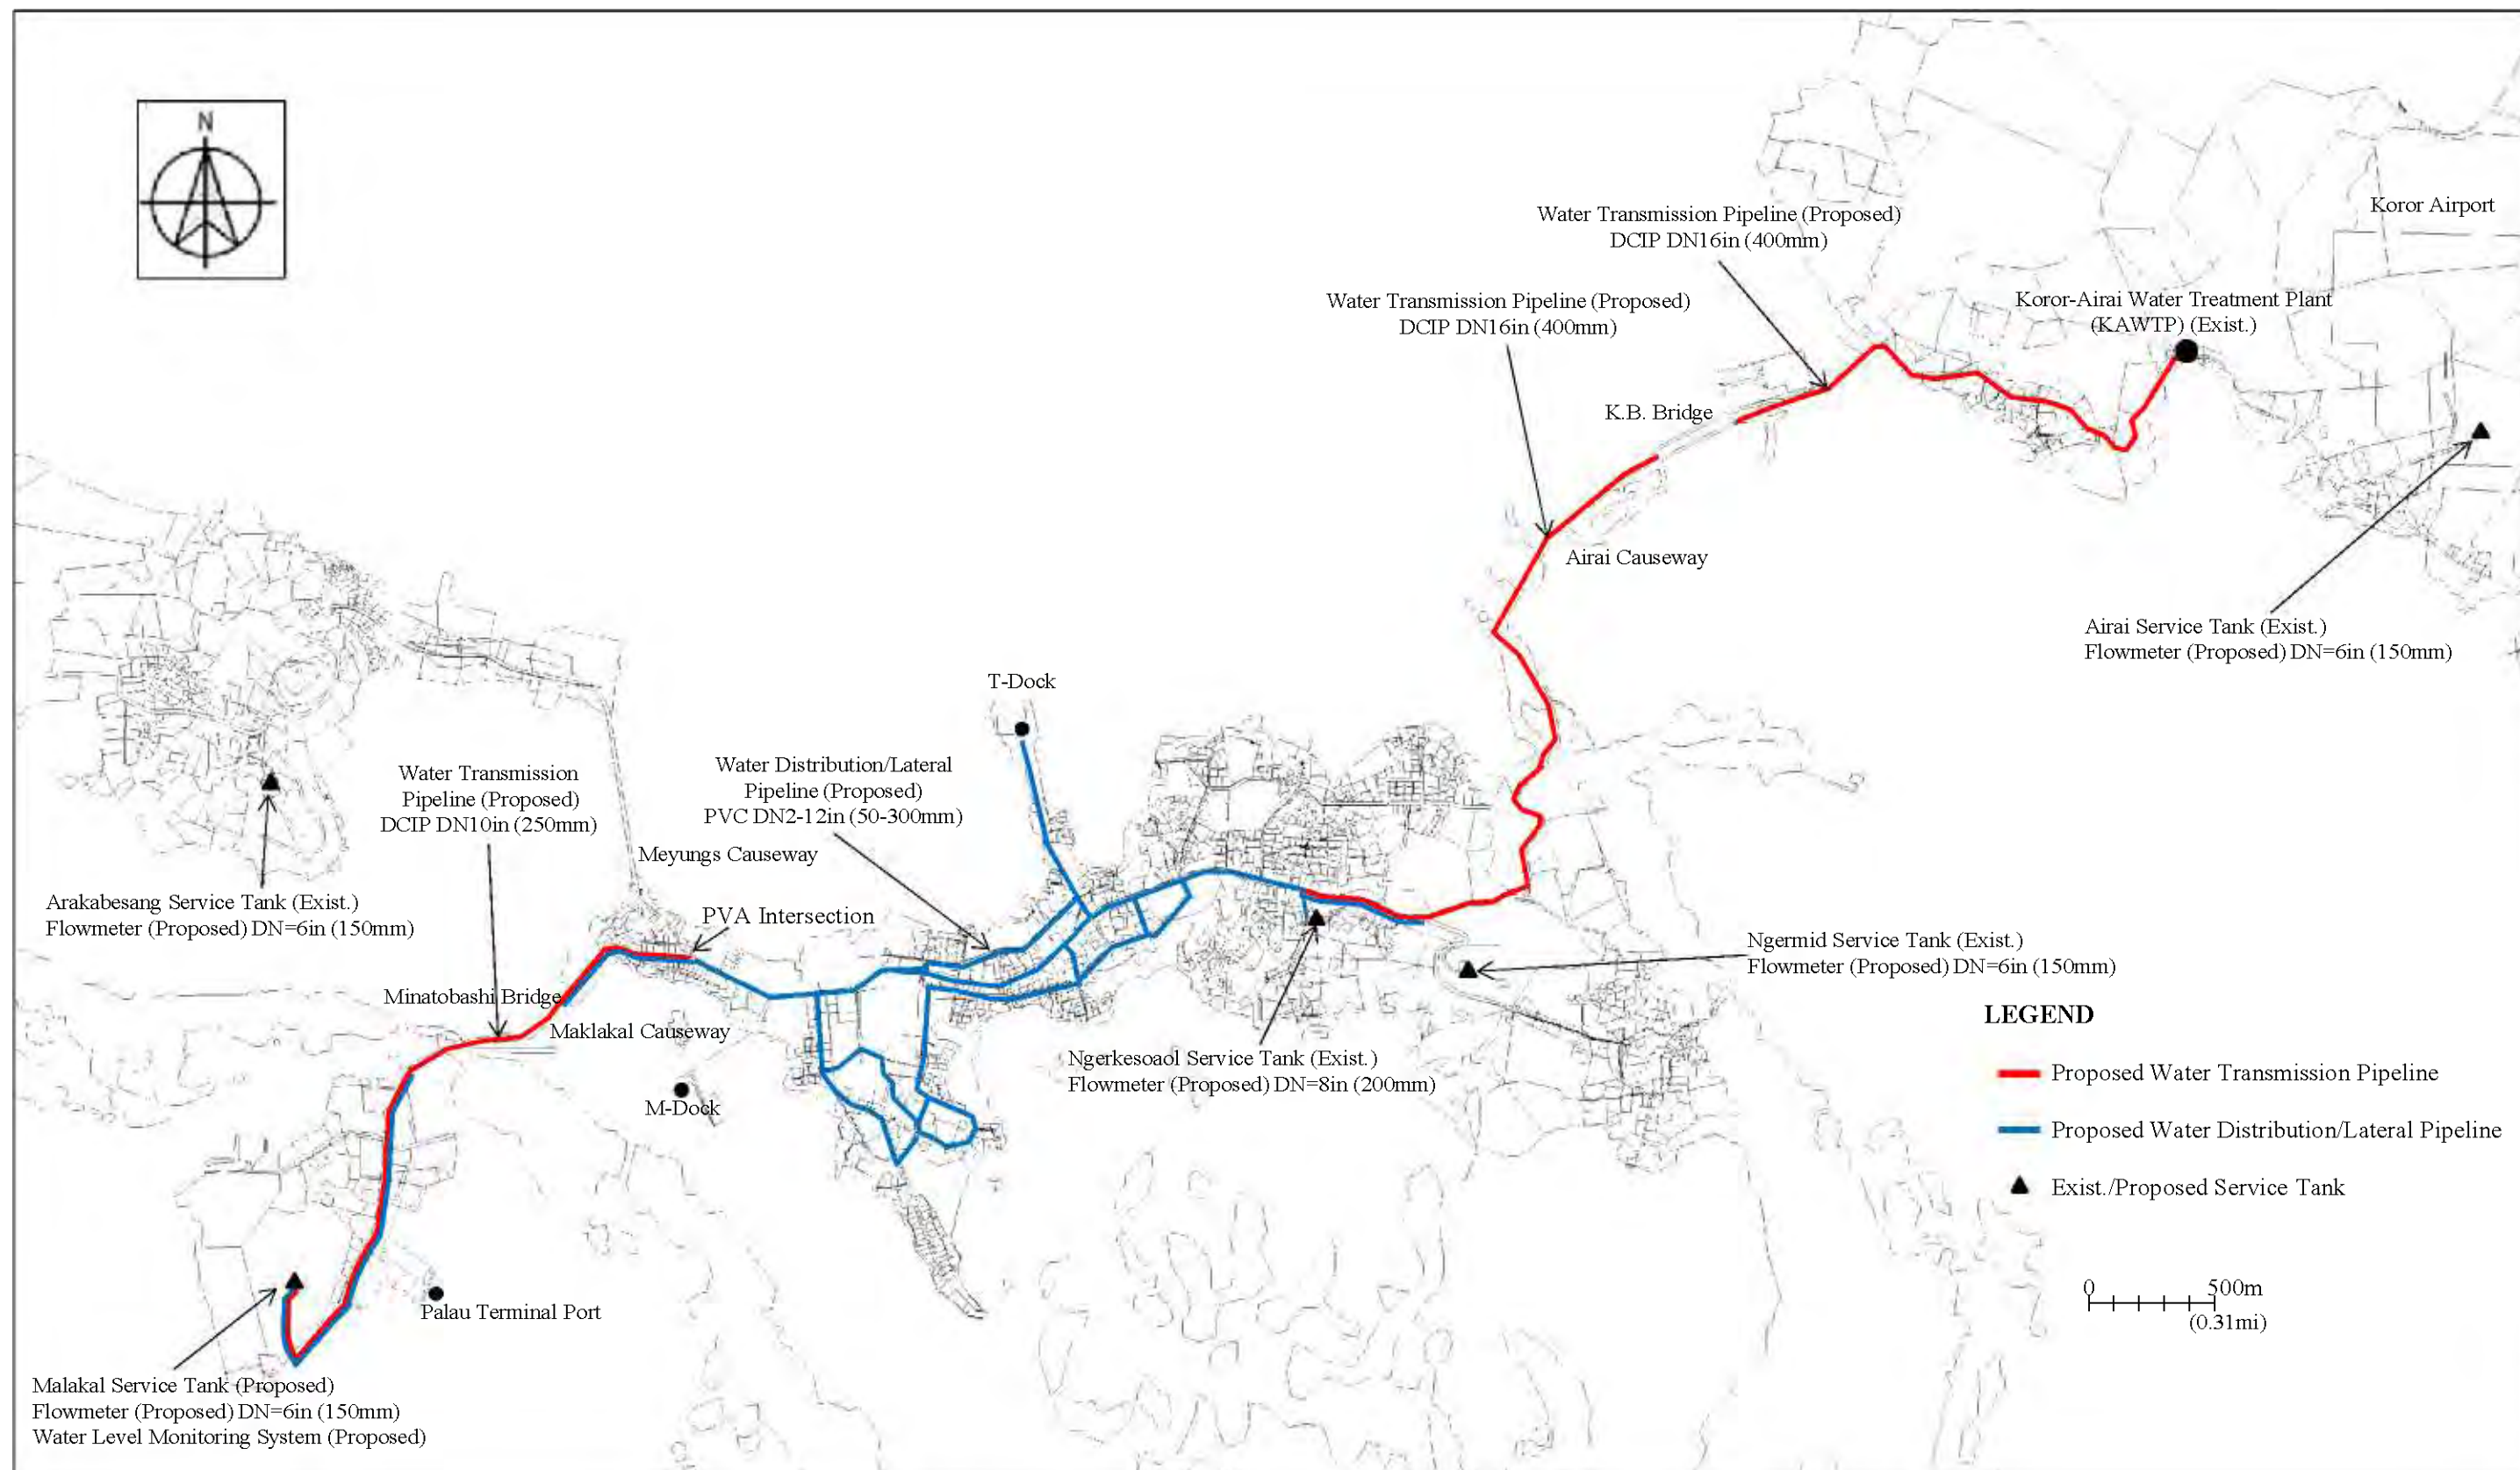 N
Koror Airport
Water Transmission Pipeline (Proposed)
DCIP DN16in (400mm)
Water Transmission Pipeline (Proposed)
DCIP DN16in (400mm)
Koror-Airai Water Treatment Plant
(KAWTP) (Exist.)
K.B. Bridge
Airai Causeway
Airai Service Tank (Exist.)
Flowmeter (Proposed) DN=6in (150mm)
T-Dock
Water Transmission
Pipeline (Proposed)
DCIP DN10in (250mm)
Water Distribution/Lateral
Pipeline (Proposed)
PVC DN2-12in (50-300mm)
Meyungs Causeway
Arakabesang Service Tank (Exist.)
Flowmeter (Proposed) DN=6in (150mm)
PVA Intersection
Ngermid Service Tank (Exist.)
Flowmeter (Proposed) DN=6in (150mm)
Minatobashi Bridge
Maklakal Causeway
Ngerkesoaol Service Tank (Exist.)
Flowmeter (Proposed) DN=8in (200mm)
M-Dock
LEGEND
Proposed Water Transmission Pipeline
Proposed Water Distribution/Lateral Pipeline
Exist./Proposed Service Tank
0 500m
(0.31mi)
Palau Terminal Port
Malakal Service Tank (Proposed)
Flowmeter (Proposed) DN=6in (150mm)
Water Level Monitoring System (Proposed)